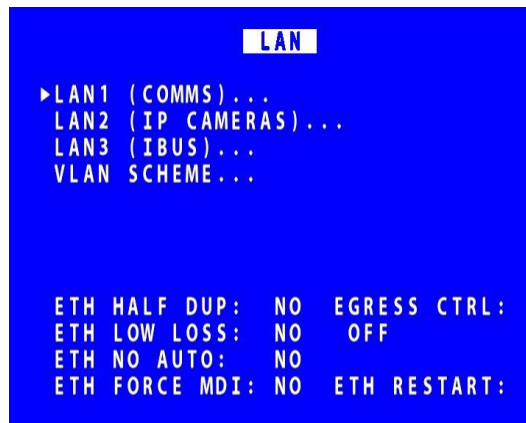 LAN
▶LAN1 (COMMS)...
LAN2 (IP CAMERAS)...
LAN3 (IBUS)...
VLAN SCHEME...
ETH HALF DUP: NO EGRESS CTRL:
ETH LOW LOSS: NO OFF
ETH NO AUTO: NO
ETH FORCE MDI: NO ETH RESTART: